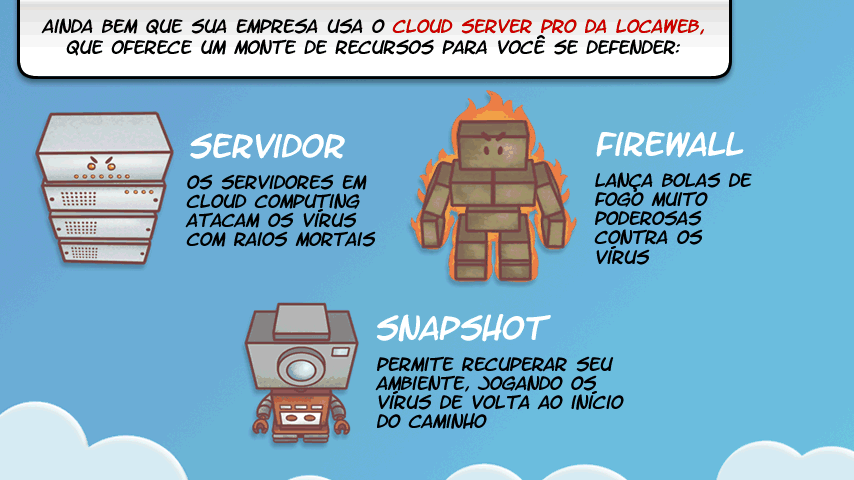 AINDA BEM QUE SUA EMPRESA USA O CLOUD SERVER PRO DA LOCAWEB,
QUE OFERECE UM MONTE DE RECURSOS PARA VOCÊ SE DEFENDER:
SERVIDOR
OS SERVIDORES EM
CLOUD COMPUTING
ATACAM OS VÍRUS
COM RAIOS MORTAIS
FIREWALL
LANÇA BOLAS DE
FOGO MUITO
PODEROSAS
CONTRA OS
VÍRUS
SNAPSHOT
PERMITE RECUPERAR SEU
AMBIENTE, JOGANDO OS
VÍRUS DE VOLTA AO INÍCIO
DO CAMINHO